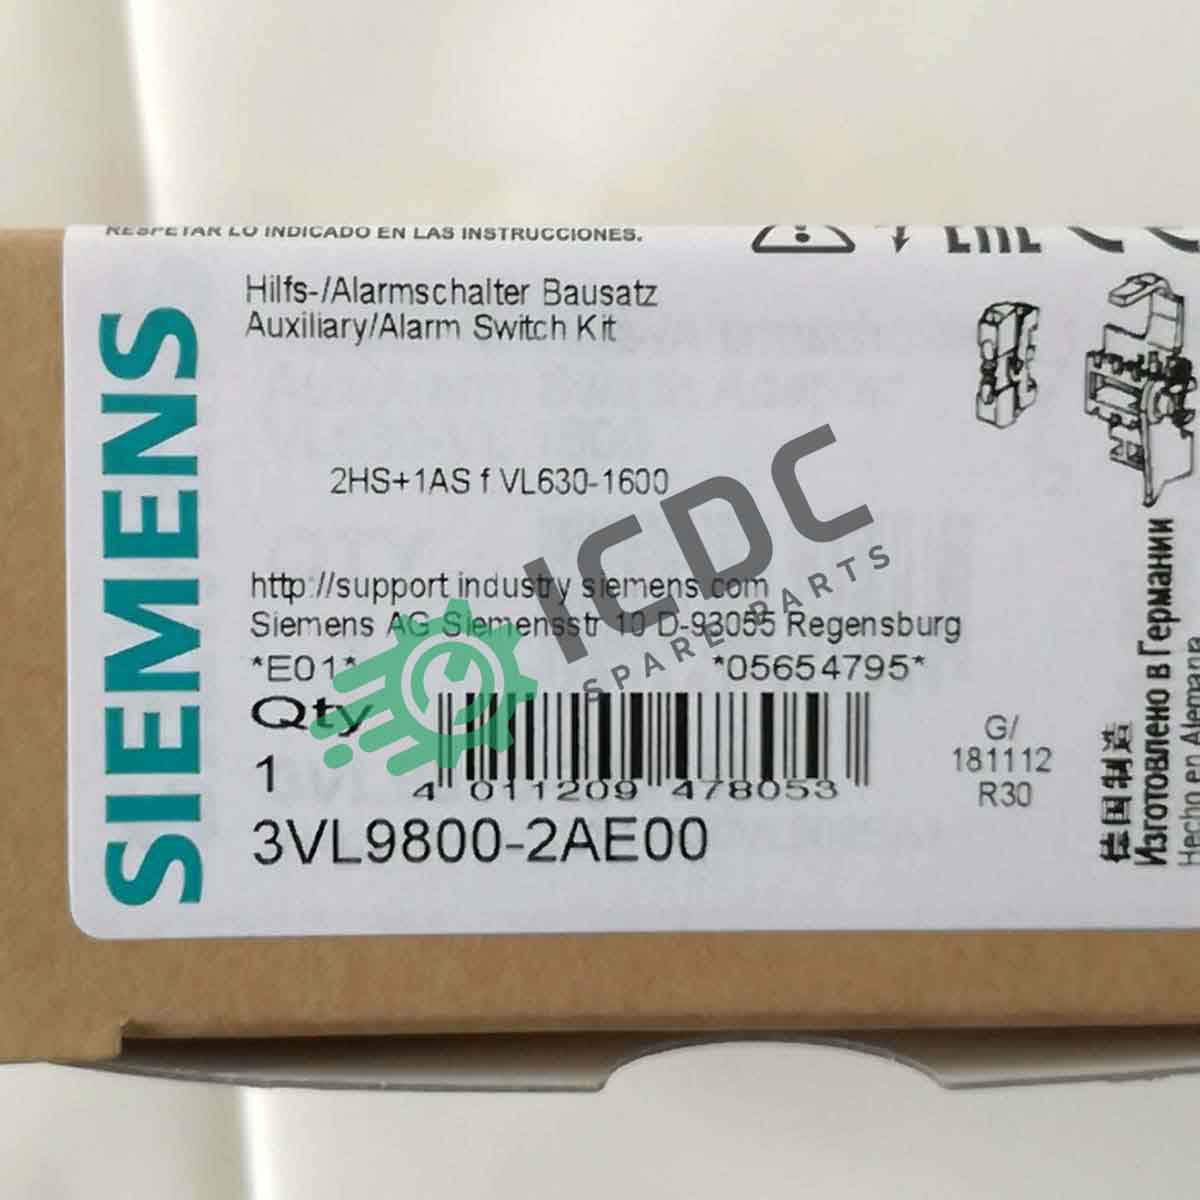 RESPETAR LO INDICADO EN LAS INSTRUCCIONES.
SIEMENS
Hilfs-/Alarmschalter Bausatz
Auxiliary/Alarm Switch Kit
2HS+1AS f. VL630-1600
http://support.industry.siemens.com
Siemens AG Siemensstr 10 D-93055 Regensburg
*E01* *05654795*
Qty
1
4 011209 478053
3VL9800-2AE00
G/
181112
R30
德国制造
Изготовлено в Германии
Hecho en Alemania
ICDC
SPARE PARTS
EAC
CE